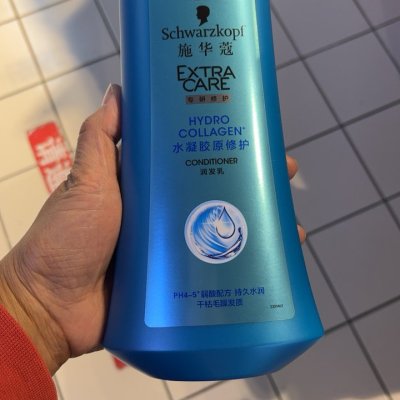 Schwarzkopf
施华蔻
EXTRA
CARE
专研修护
HYDRO
COLLAGEN*
水凝胶原修护
CONDITIONER
润发乳
PH4-5*弱酸配方 持久水润
干枯毛躁发质